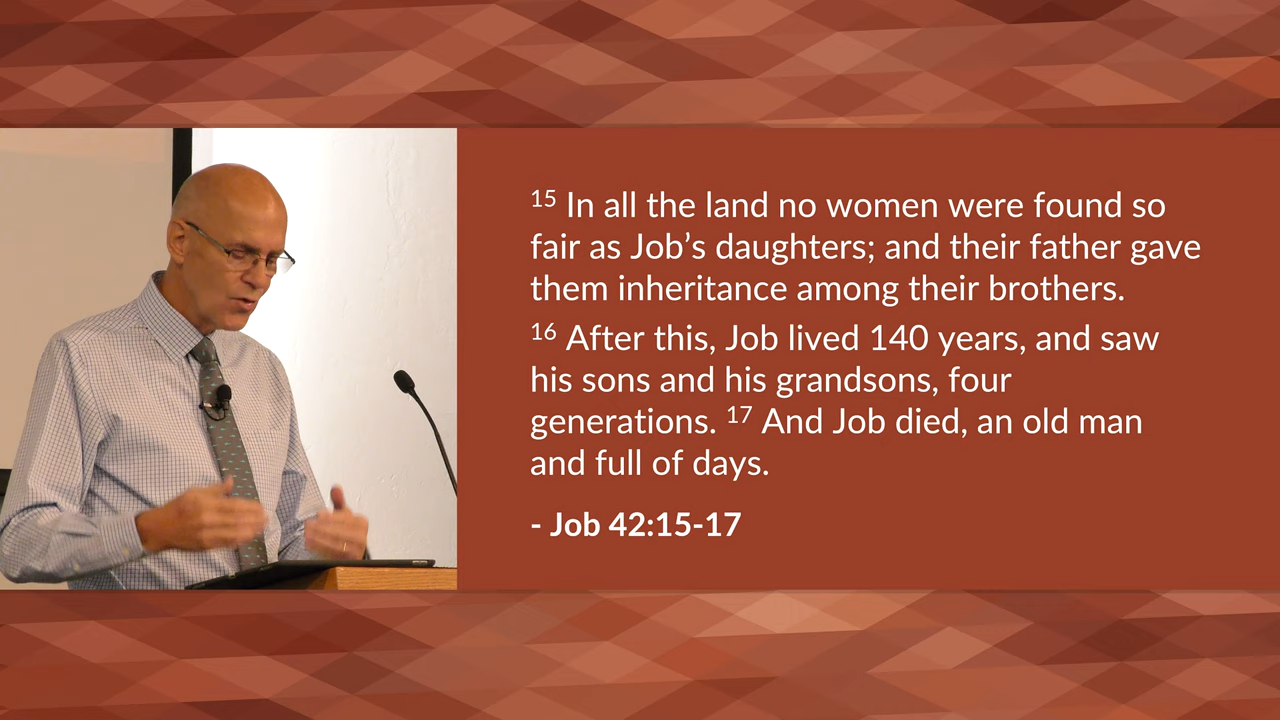 15 In all the land no women were found so
fair as Job’s daughters; and their father gave
them inheritance among their brothers.
16 After this, Job lived 140 years, and saw
his sons and his grandsons, four
generations. 17 And Job died, an old man
and full of days.
- Job 42:15-17